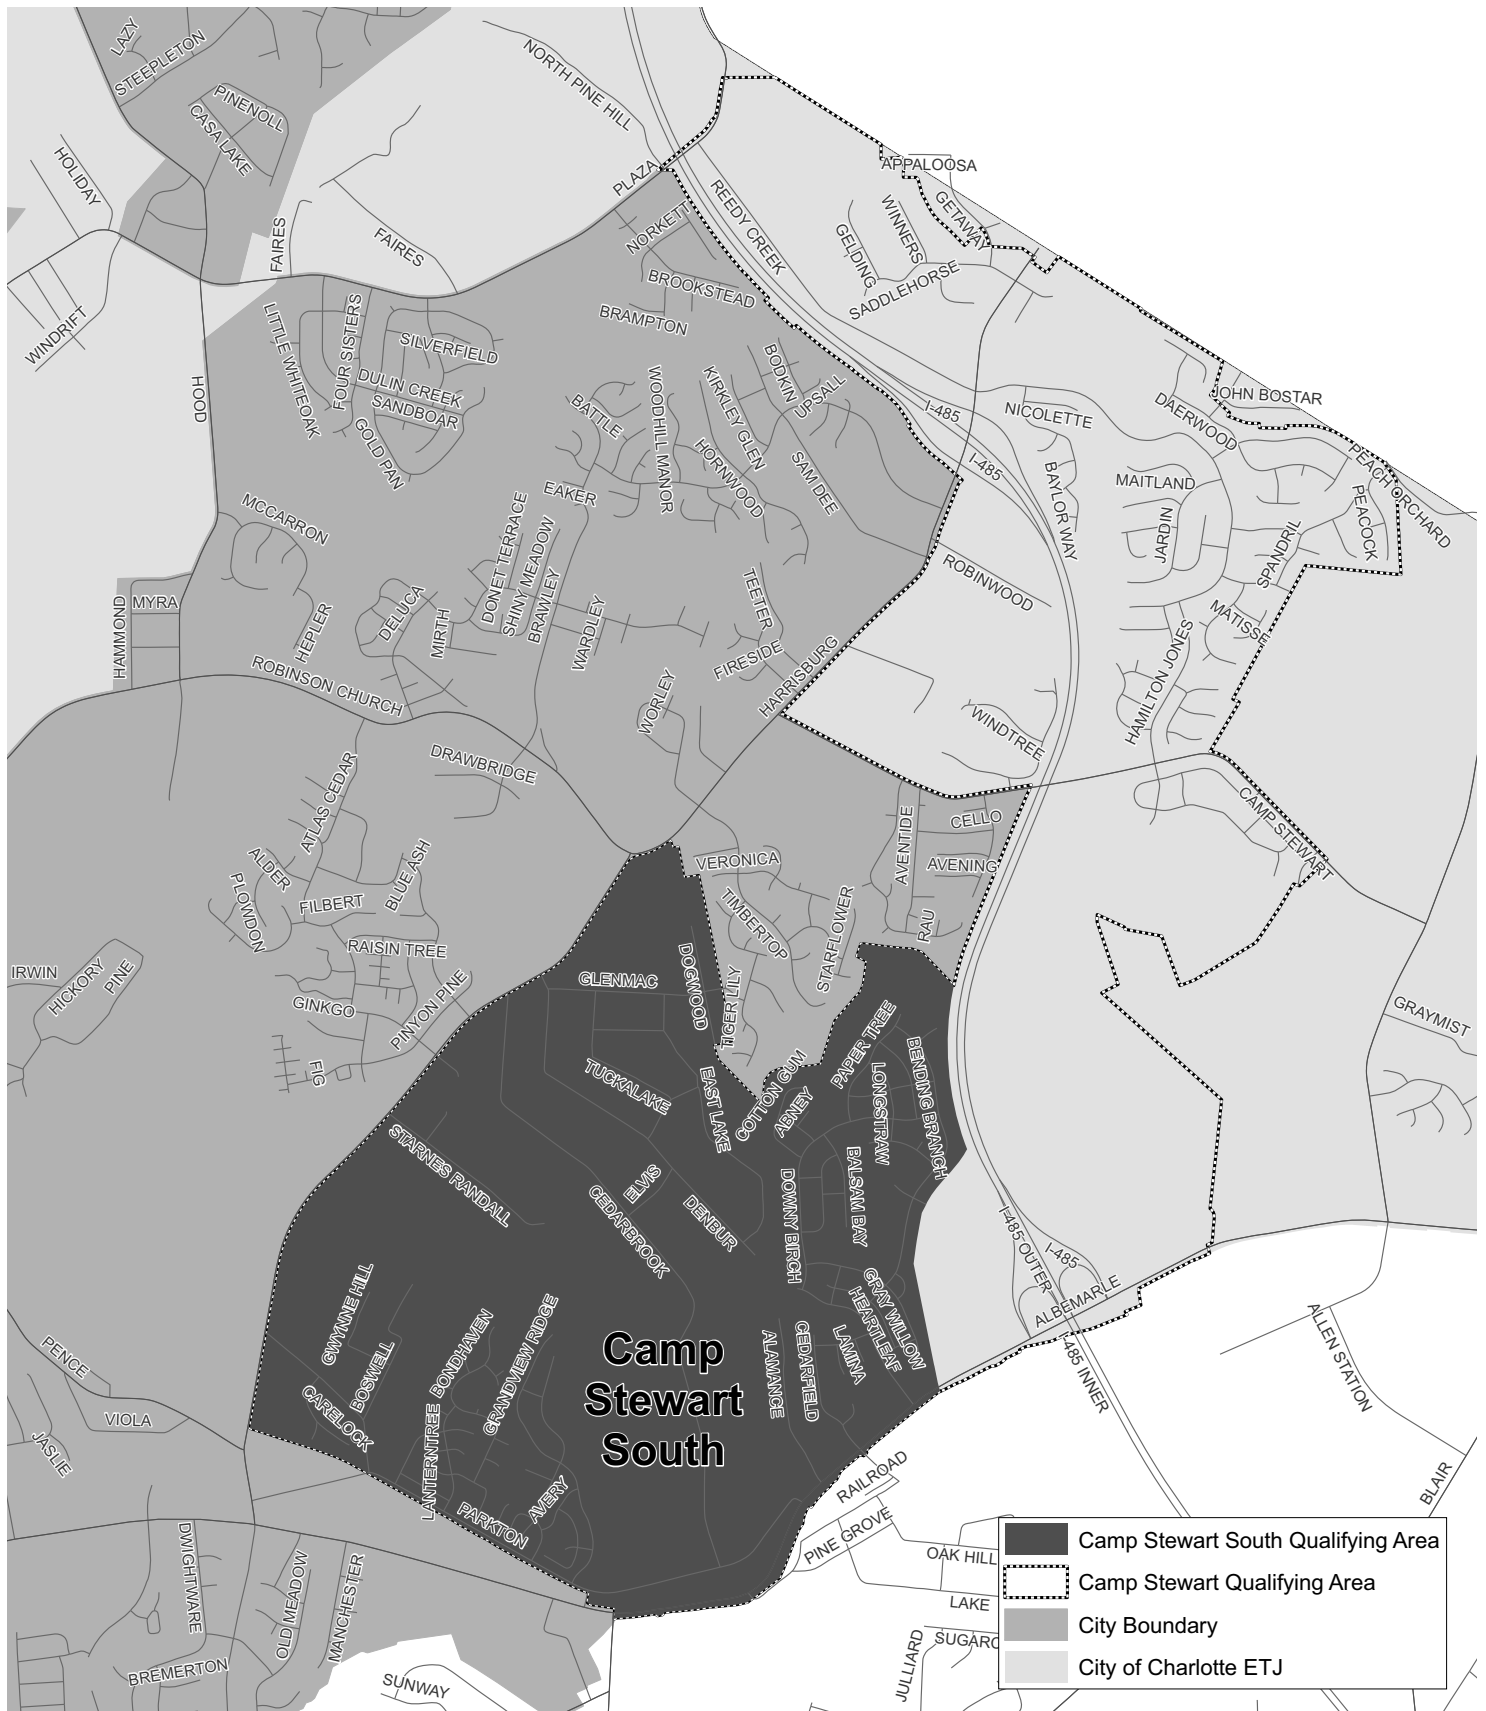 LAZY
STEEPLETON
NORTH PINE HILL
PINENOLL
CASA LAKE
HOLIDAY
PLAZA
APPALOOSA
REEDY CREEK
GETAWAY
WINNERS
GELDING
SADDLEHORSE
FAIRES
FAIRES
NORKETT
BROOKSTEAD
BRAMPTON
WINDRIFT
LITTLE WHITEOAK
FOUR SISTERS
SILVERFIELD
DULIN CREEK
SANDBOAR
GOLD PAN
HOOD
BODKIN
UPSALL
KIRKLEY GLEN
WOODHILL MANOR
BATTLE
HORNWOOD
SAM DEE
I-485
I-485
NICOLETTE
JOHN BOSTAR
DAERWOOD
PEACH ORCHARD
PEACOCK
MAITLAND
BAYLOR WAY
JARDIN
SPANDRIL
MATISSE
EAKER
MCCARRON
DONET TERRACE
SHINY MEADOW
BRAWLEY
WARDLEY
TEETER
FIRESIDE
ROBINWOOD
HARRISBURG
HAMMOND
MYRA
HEPLER
DELUCA
MIRTH
ROBINSON CHURCH
WORLEY
WINDTREE
HAMILTON JONES
DRAWBRIDGE
ATLAS CEDAR
CAMP STEWART
CELLO
AVENTIDE
AVENING
RAU
VERONICA
TIMBERTOP
STARFLOWER
ALDER
PLOWDON
BLUE ASH
FILBERT
RAISIN TREE
GINKGO
PINYON PINE
FIG
IRWIN
HICKORY
PINE
DOGWOOD
GLENMAC
TIGER LILY
GRAYMIST
PAPER TREE
BENDING BRANCH
LONGSTRAW
TUCKALAKE
EAST LAKE
COTTON GUM
ABNEY
STARNES RANDALL
ELVIS
CEDARBROOK
DENBUR
DOWNY BIRCH
BALSAM BAY
I-485 OUTER
I-485
ALBEMARLE
I-485 INNER
GRAY WILLOW
HEARTLEAF
LAMINA
CEDARFIELD
ALAMANCE
GWYNNE HILL
BOSWELL
BONDHAVEN
GRANDVIEW RIDGE
CARELOCK
LANTERNTREE
AVERY
PARKTON
Camp
Stewart
South
PENCE
VIOLA
JASLIE
ALLEN STATION
BLAIR
RAILROAD
PINE GROVE
OAK HILL
LAKE
JULLIARD
SUGARC
DWIGHTWARE
OLD MEADOW
MANCHESTER
BREMERTON
SUNWAY
Camp Stewart South Qualifying Area
Camp Stewart Qualifying Area
City Boundary
City of Charlotte ETJ